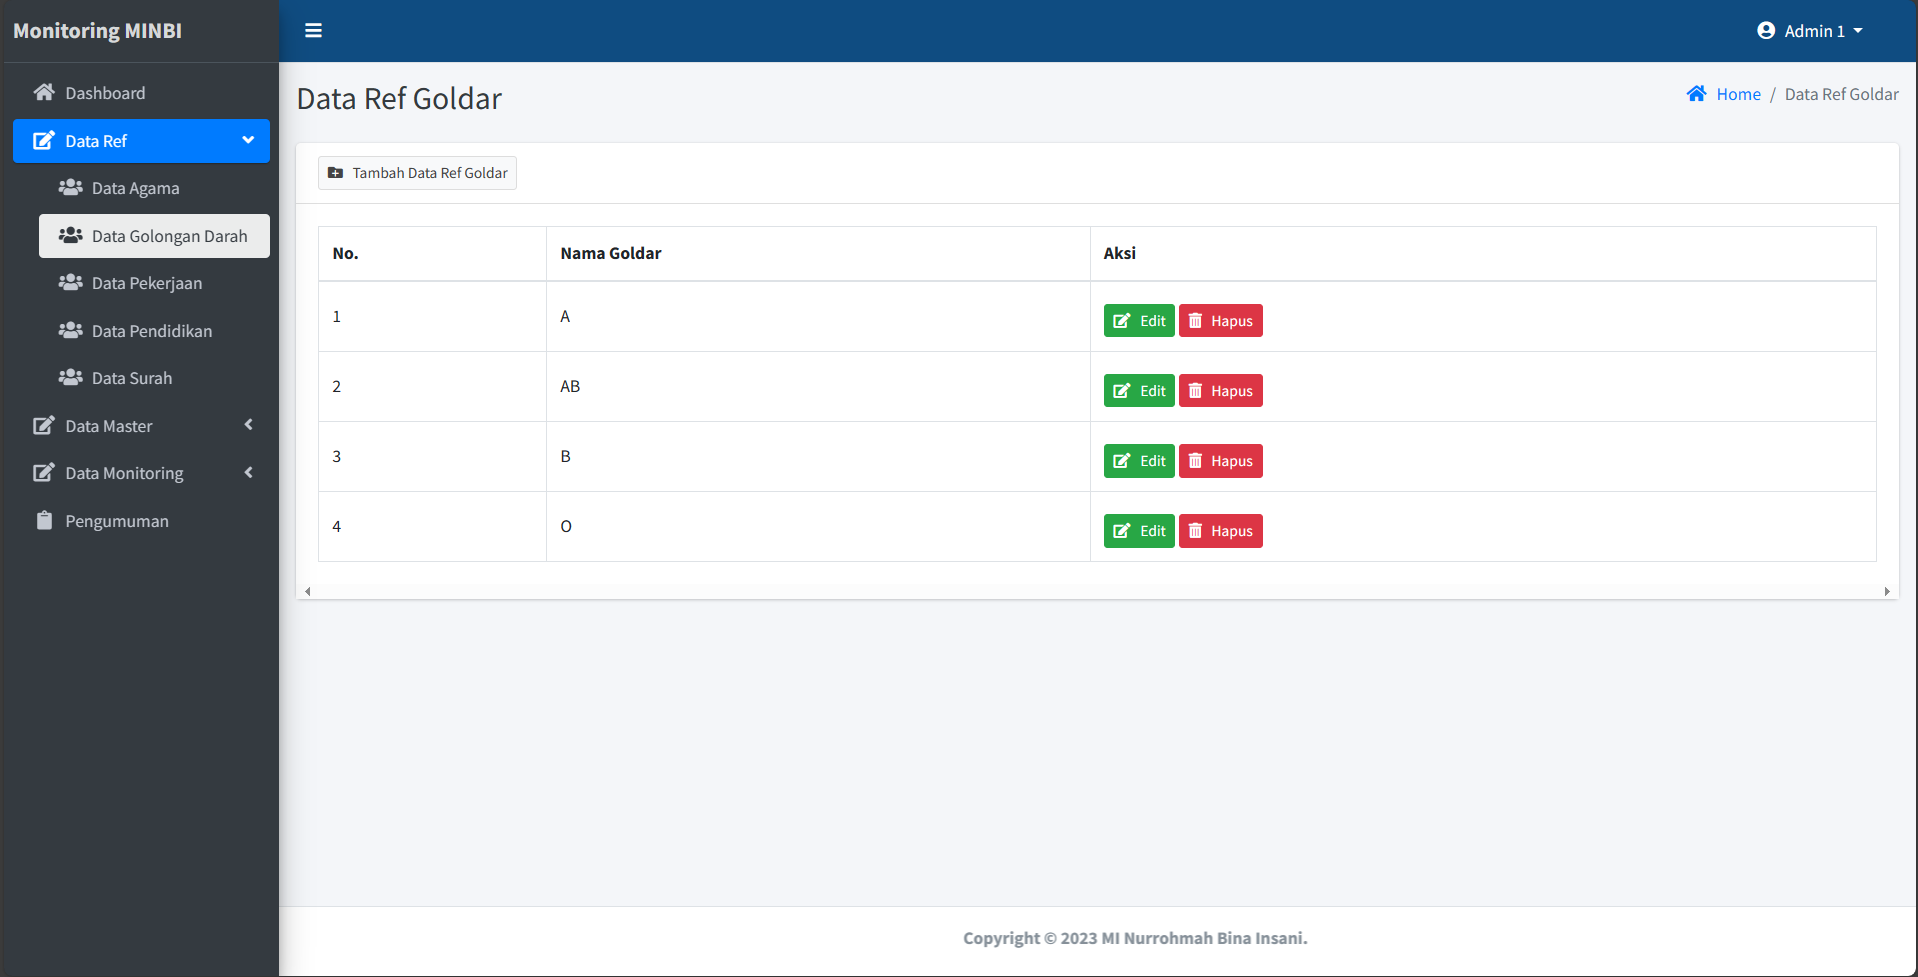 Monitoring MINBI
Admin 1
Dashboard
Data Ref
Data Agama
Data Golongan Darah
Data Pekerjaan
Data Pendidikan
Data Surah
Data Master
Data Monitoring
Pengumuman
Data Ref Goldar
Home / Data Ref Goldar
Tambah Data Ref Goldar
No. Nama Goldar Aksi
1 A Edit Hapus
2 AB Edit Hapus
3 B Edit Hapus
4 O Edit Hapus
Copyright © 2023 MI Nurrohmah Bina Insani.